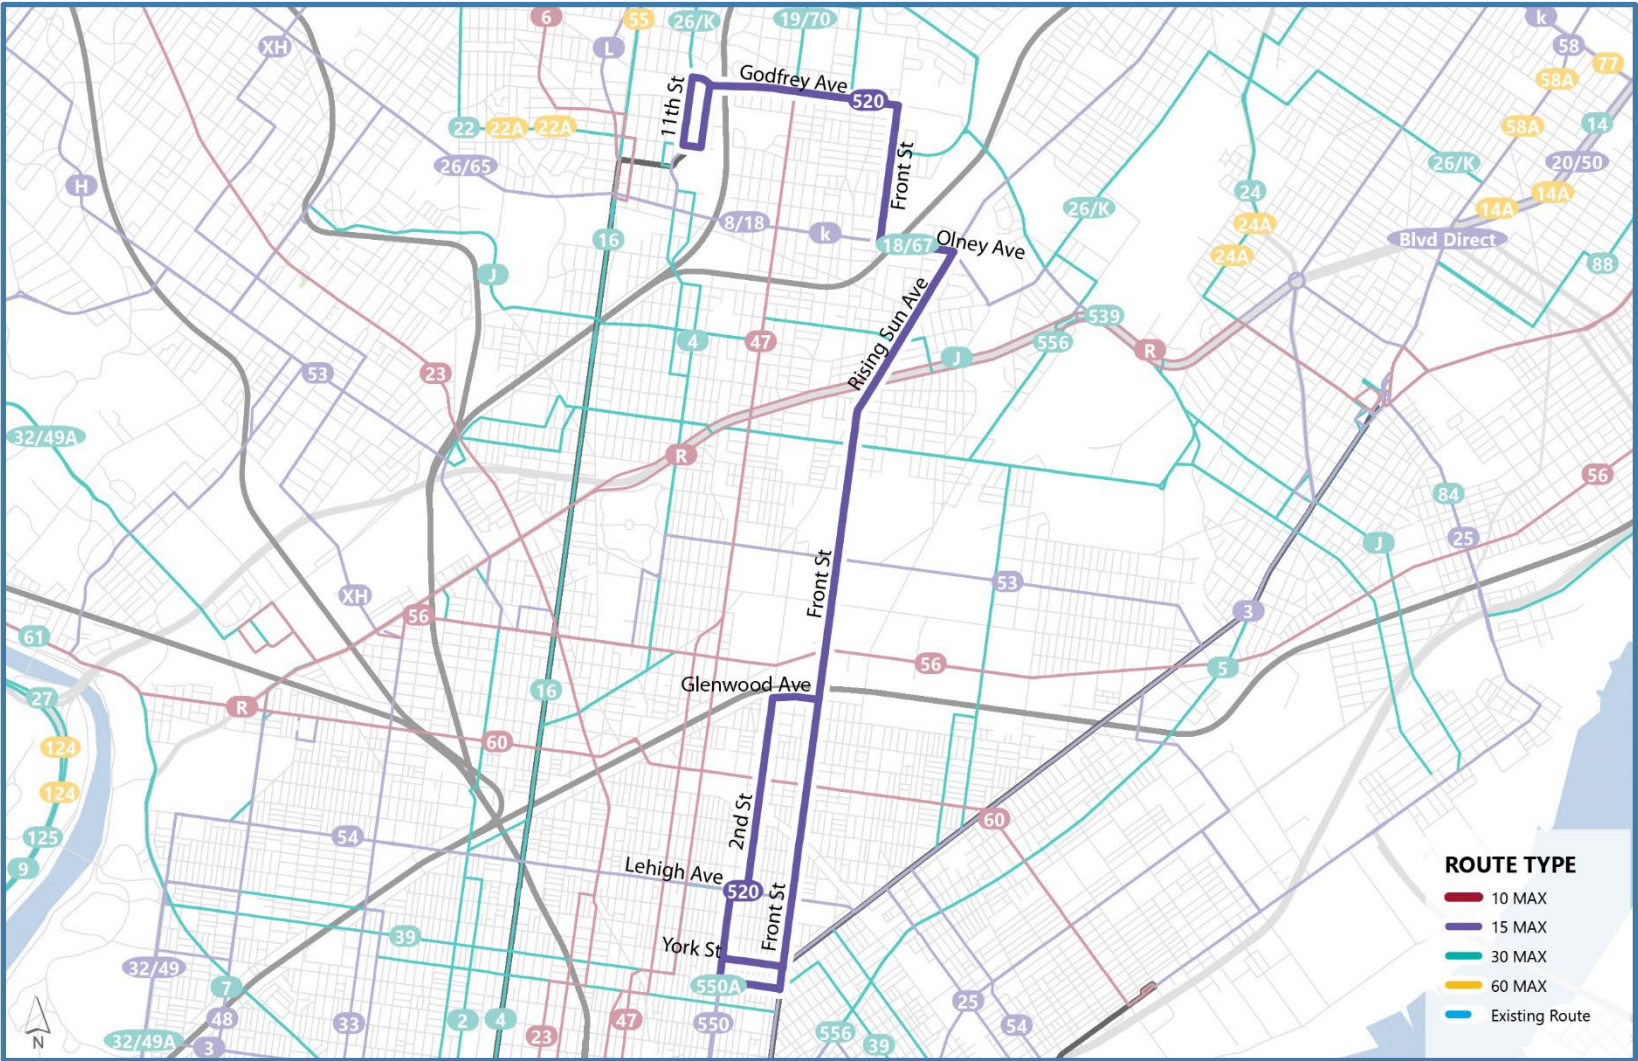 6
55
26/K
19/70
k
XH
L
58
77
58A
Godfrey Ave
520
11th St
22
22A
22A
58A
14
26/65
Front St
26/K
20/50
H
24
14A
26/K
14A
8/18
k
24A
16
18/67
Olney Ave
Blvd Direct
24A
88
J
Rising Sun Ave
539
4
47
556
J
R
53
23
32/49A
R
56
84
25
J
Front St
53
XH
56
3
61
56
5
Glenwood Ave
16
27
R
60
124
124
2nd St
60
125
54
Lehigh Ave
9
520
Front St
39
York St
32/49
7
550A
25
48
33
2
4
47
550
54
23
556
39
32/49A
3
N
ROUTE TYPE
10 MAX
15 MAX
30 MAX
60 MAX
Existing Route